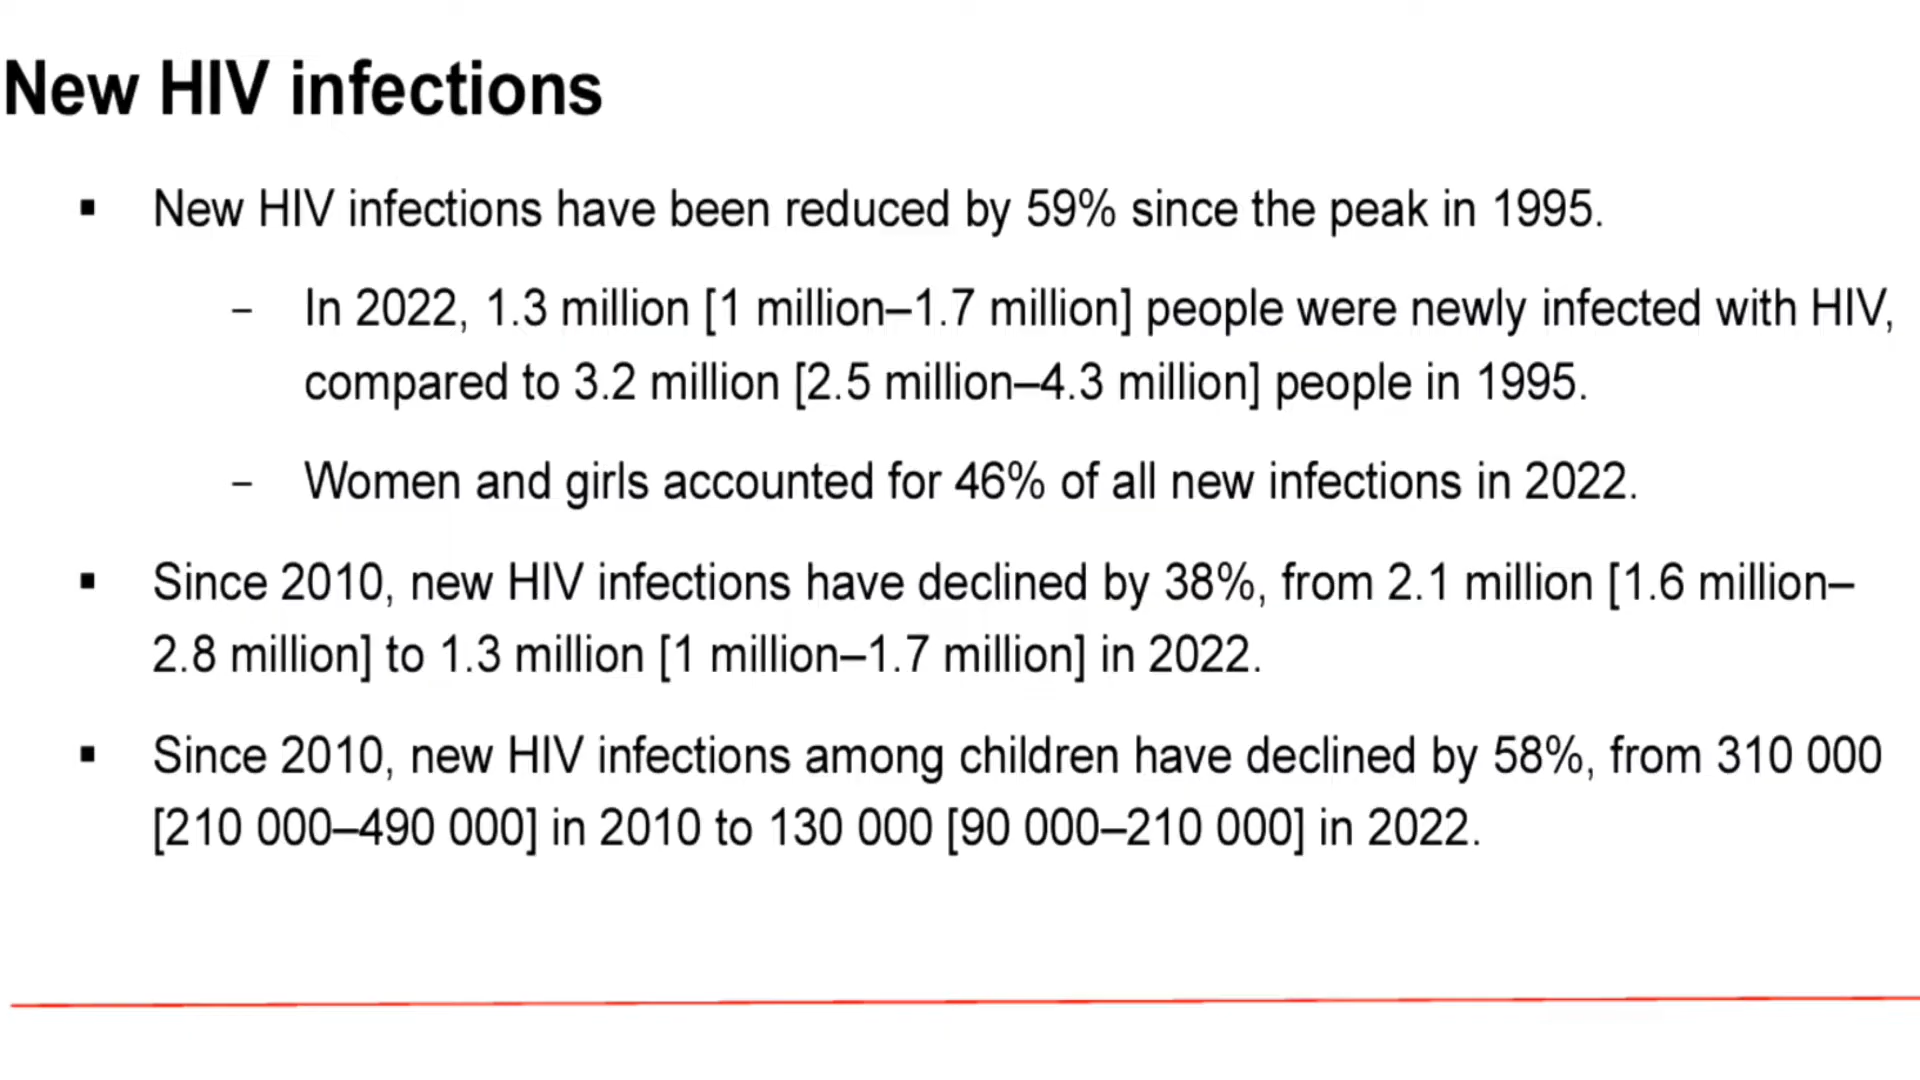 New HIV infections
▪ New HIV infections have been reduced by 59% since the peak in 1995.
– In 2022, 1.3 million [1 million–1.7 million] people were newly infected with HIV,
compared to 3.2 million [2.5 million–4.3 million] people in 1995.
– Women and girls accounted for 46% of all new infections in 2022.
▪ Since 2010, new HIV infections have declined by 38%, from 2.1 million [1.6 million–
2.8 million] to 1.3 million [1 million–1.7 million] in 2022.
▪ Since 2010, new HIV infections among children have declined by 58%, from 310 000
[210 000–490 000] in 2010 to 130 000 [90 000–210 000] in 2022.